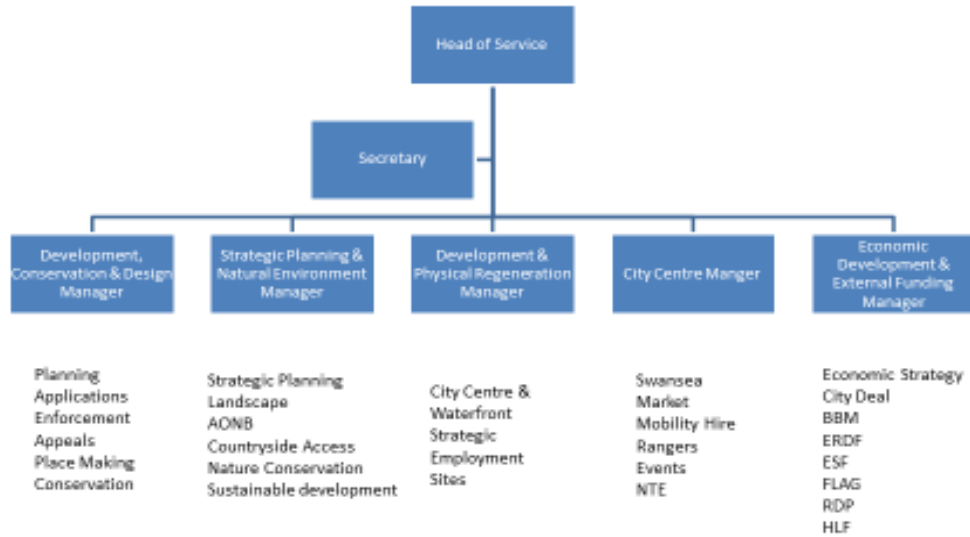 Head of Service
Secretary
Development,
Conservation & Design
Manager
Strategic Planning &
Natural Environment
Manager
Development &
Physical Regeneration
Manager
City Centre Manger
Economic
Development &
External Funding
Manager
Planning
Applications
Enforcement
Appeals
Place Making
Conservation
Strategic Planning
Landscape
AONB
Countryside Access
Nature Conservation
Sustainable development
City Centre &
Waterfront
Strategic
Employment
Sites
Swansea
Market
Mobility Hire
Rangers
Events
NTE
Economic Strategy
City Deal
BBM
ERDF
ESF
FLAG
RDP
HLF